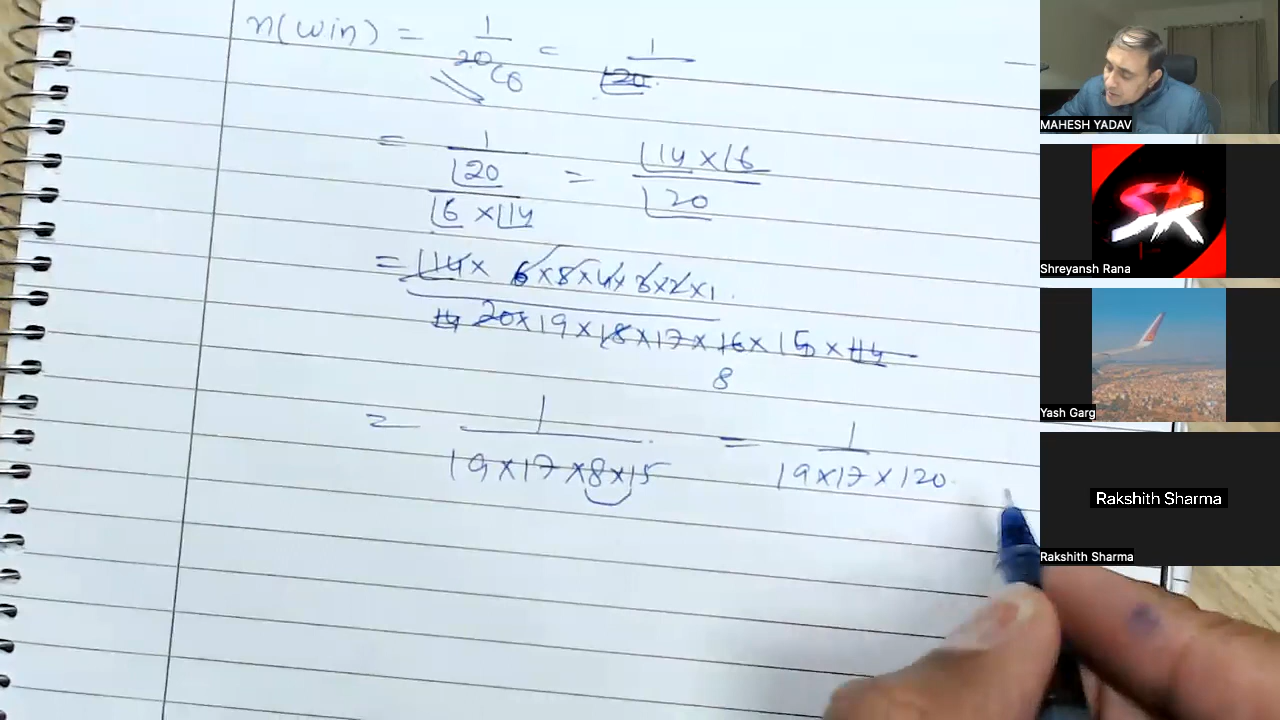 n(win) = 1/20C6 = 1/⌊20
= 1/(⌊20/(⌊6 × ⌊14)) = (⌊14 × ⌊6)/⌊20
= (⌊14 × 6×5×4×3×2×1)/(14 20×19×18×17×16×15×14)
8
= 1/(19×17×8×15) = 1/(19×17×120)
MAHESH YADAV
SR
Shreyansh Rana
Yash Garg
Rakshith Sharma
Rakshith Sharma